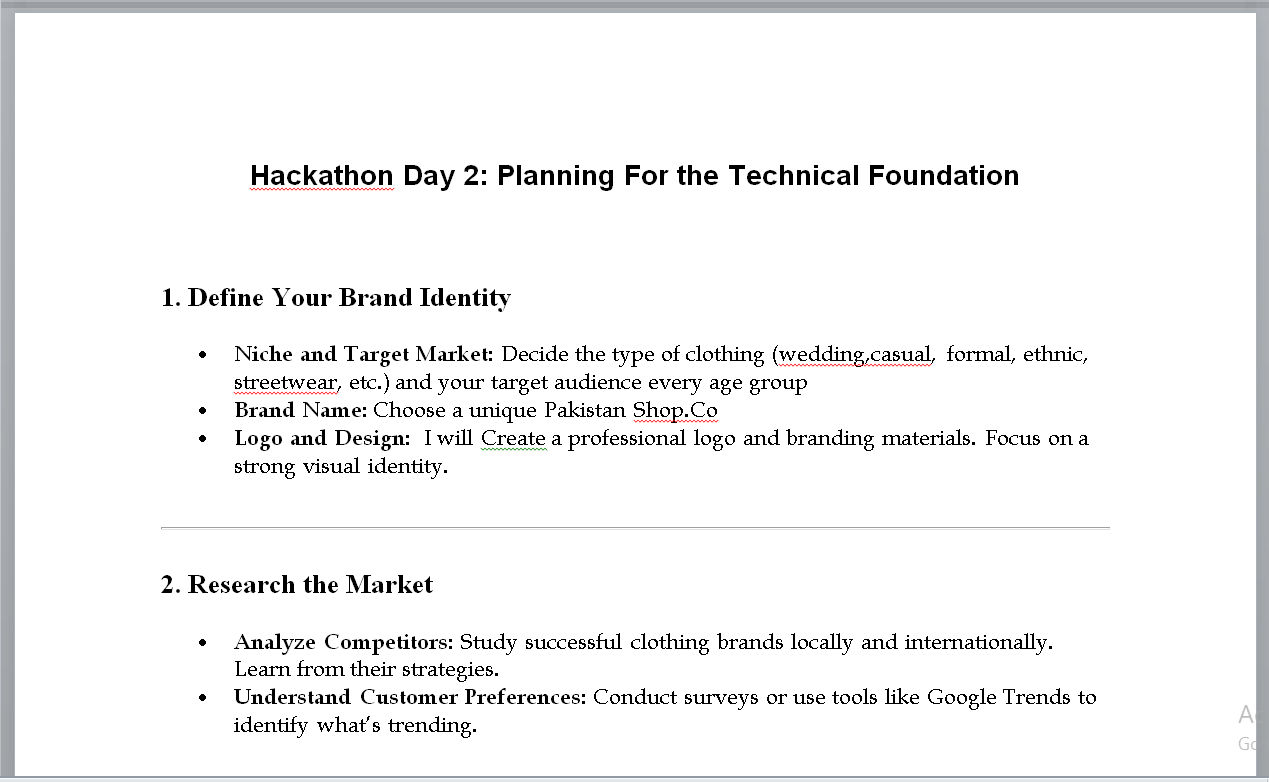 Hackathon Day 2: Planning For the Technical Foundation
1. Define Your Brand Identity
• Niche and Target Market: Decide the type of clothing (wedding,casual, formal, ethnic,
streetwear, etc.) and your target audience every age group
• Brand Name: Choose a unique Pakistan Shop.Co
• Logo and Design: I will Create a professional logo and branding materials. Focus on a
strong visual identity.
2. Research the Market
• Analyze Competitors: Study successful clothing brands locally and internationally.
Learn from their strategies.
• Understand Customer Preferences: Conduct surveys or use tools like Google Trends to
identify what’s trending.